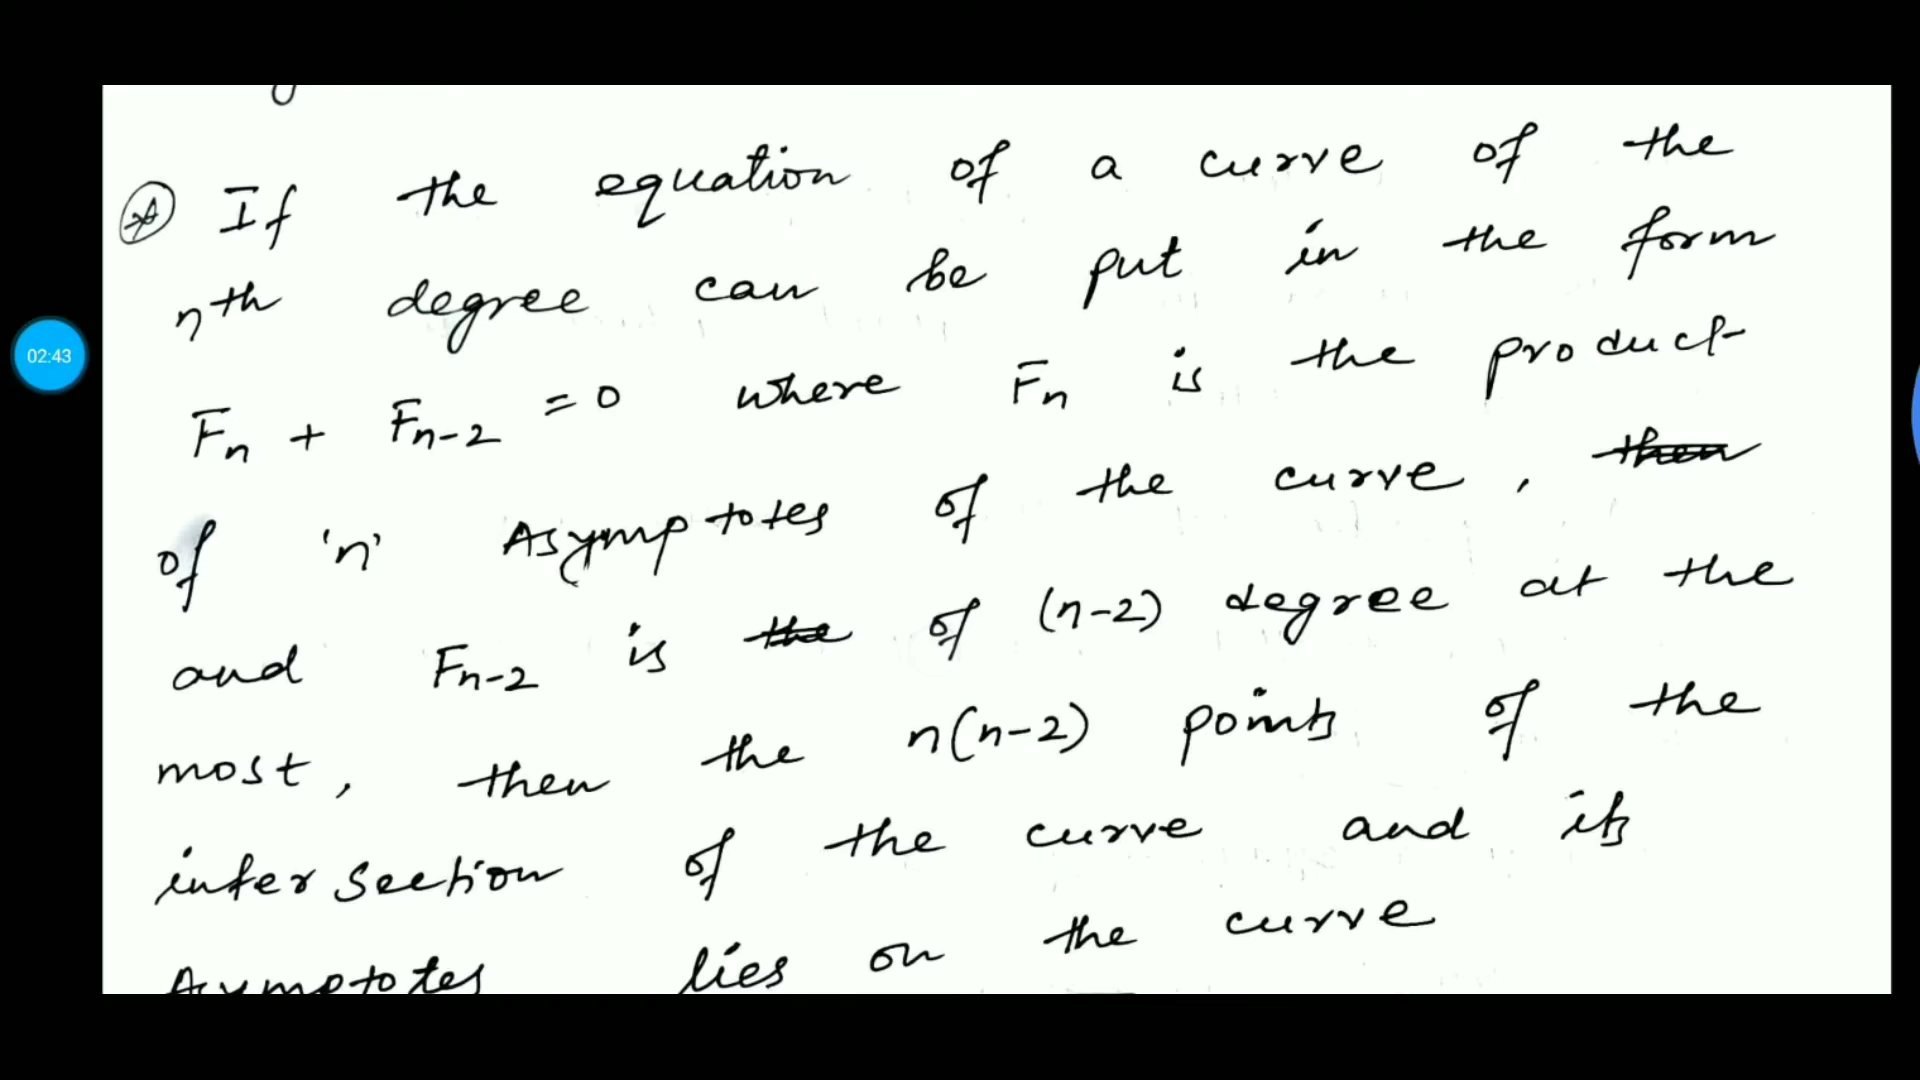 If the equation of a curve of the
nth degree can be put in the form
Fn + Fn-2 = 0 where Fn is the product
of 'n' Asymptotes of the curve, then
and Fn-2 is the of (n-2) degree at the
most, then the n(n-2) points of the
intersection of the curve and its
Asymptotes lies on the curve
02:43